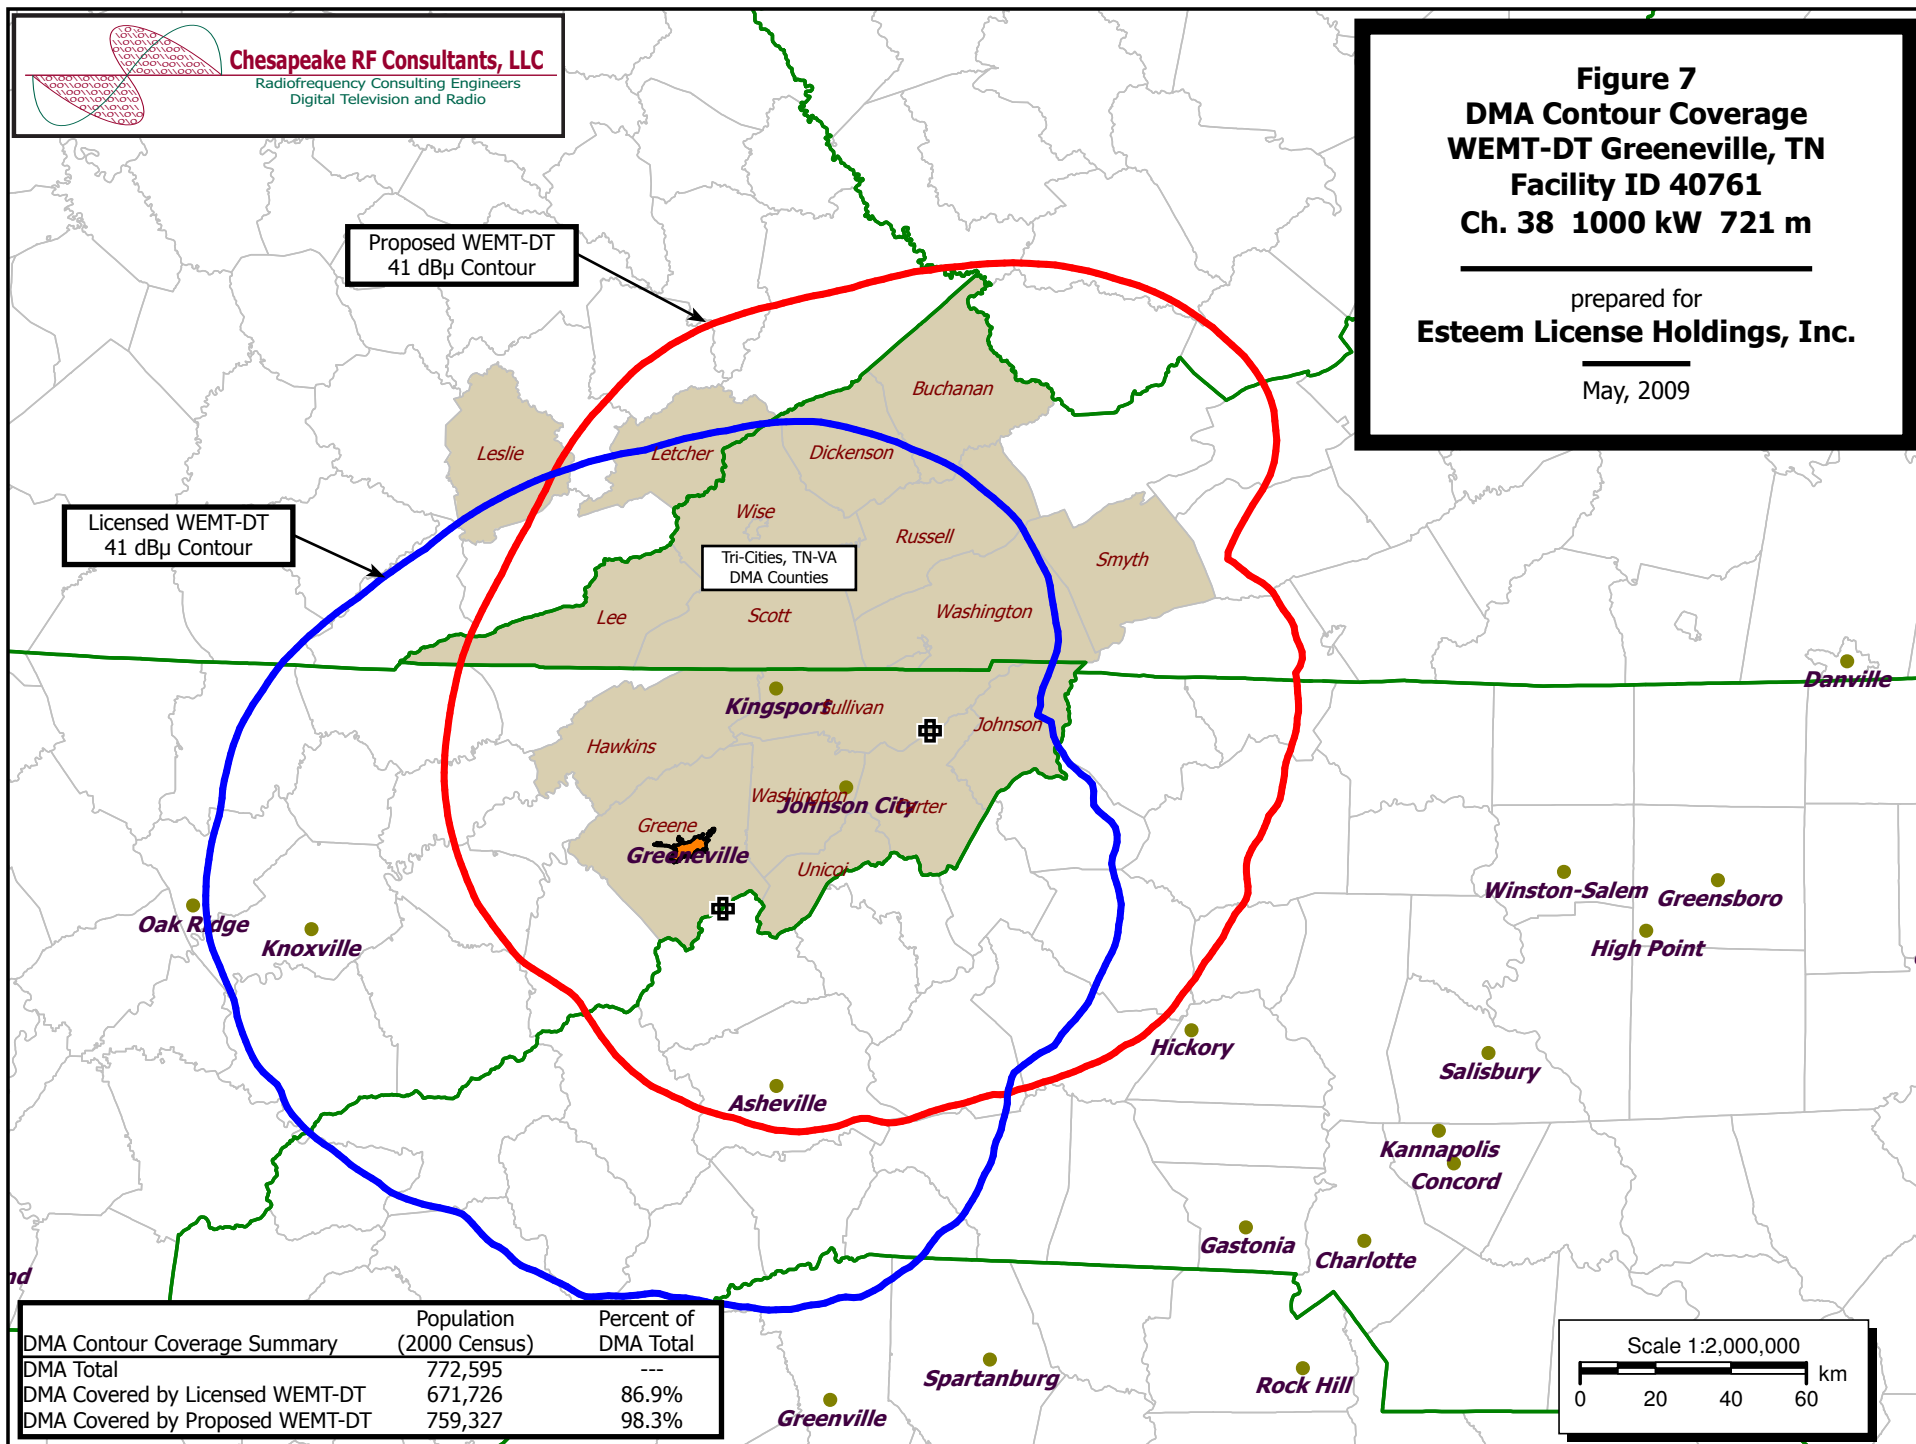 Chesapeake RF Consultants, LLC
Radiofrequency Consulting Engineers
Digital Television and Radio
Figure 7
DMA Contour Coverage
WEMT-DT Greeneville, TN
Facility ID 40761
Ch. 38 1000 kW 721 m
prepared for
Esteem License Holdings, Inc.
May, 2009
Proposed WEMT-DT
41 dBµ Contour
Licensed WEMT-DT
41 dBµ Contour
Buchanan
Leslie
Letcher
Dickenson
Wise
Russell
Tri-Cities, TN-VA
DMA Counties
Smyth
Lee
Scott
Washington
Danville
Kingsport
Sullivan
Johnson
Hawkins
Washington
Johnson City
Carter
Greene
Greeneville
Unicoi
Oak Ridge
Knoxville
Winston-Salem
Greensboro
High Point
Hickory
Salisbury
Asheville
Kannapolis
Concord
Gastonia
Charlotte
nd
Spartanburg
Rock Hill
Greenville
DMA Contour Coverage Summary Population (2000 Census) Percent of DMA Total
DMA Total 772,595 ---
DMA Covered by Licensed WEMT-DT 671,726 86.9%
DMA Covered by Proposed WEMT-DT 759,327 98.3%
Scale 1:2,000,000
km
0 20 40 60